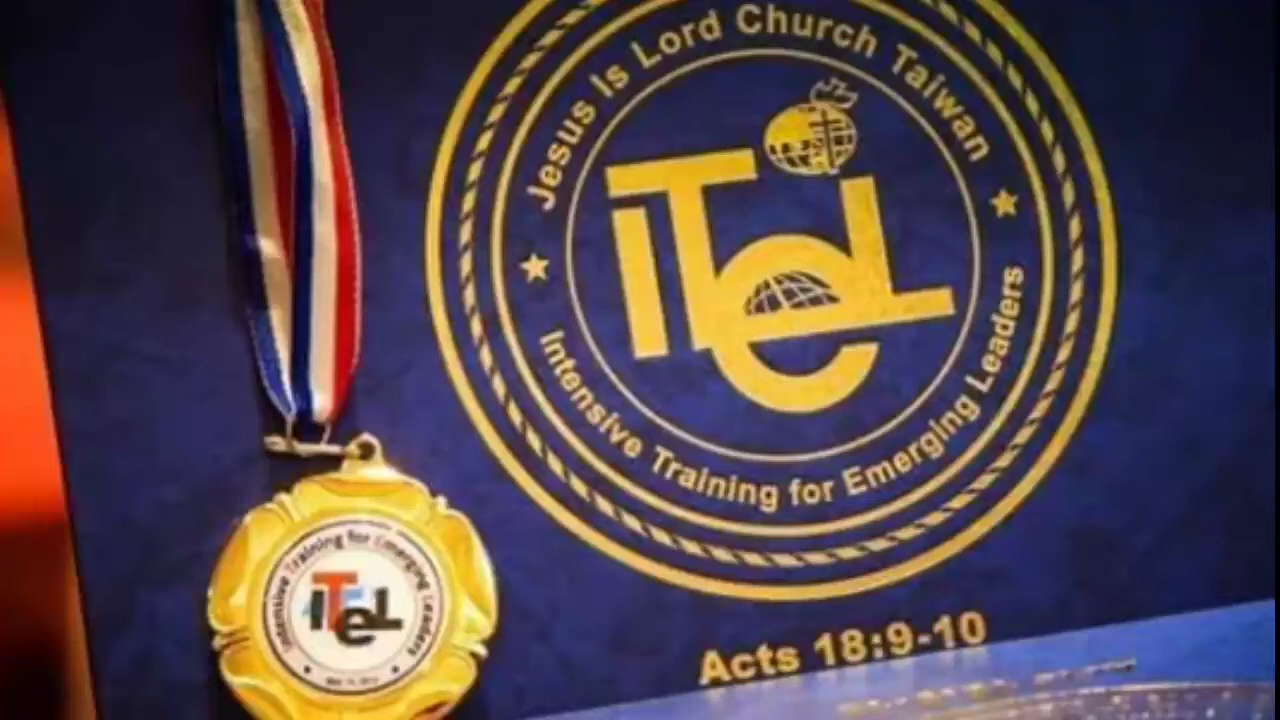 Jesus Is Lord Church Taiwan
ITeL
Intensive Training for Emerging Leaders
Acts 18:9-10
Intensive Training for Emerging Leaders
ITeL